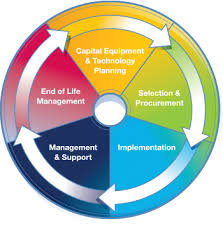 Capital Equipment
& Technology
Planning
Selection &
Procurement
Implementation
Management
& Support
End of Life
Management